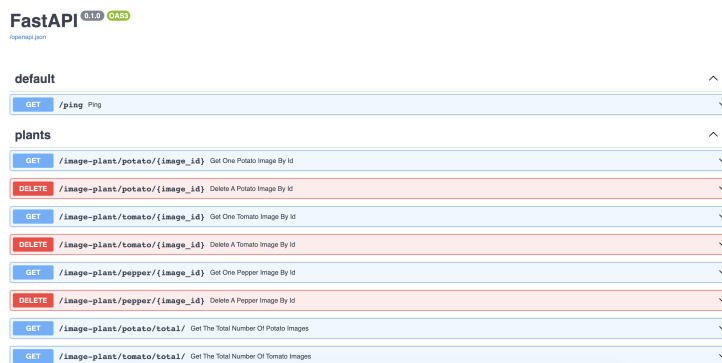 FastAPI 0.1.0 OAS3
/openapi.json
default
GET /ping Ping
plants
GET /image-plant/potato/{image_id} Get One Potato Image By Id
DELETE /image-plant/potato/{image_id} Delete A Potato Image By Id
GET /image-plant/tomato/{image_id} Get One Tomato Image By Id
DELETE /image-plant/tomato/{image_id} Delete A Tomato Image By Id
GET /image-plant/pepper/{image_id} Get One Pepper Image By Id
DELETE /image-plant/pepper/{image_id} Delete A Pepper Image By Id
GET /image-plant/potato/total/ Get The Total Number Of Potato Images
GET /image-plant/tomato/total/ Get The Total Number Of Tomato Images